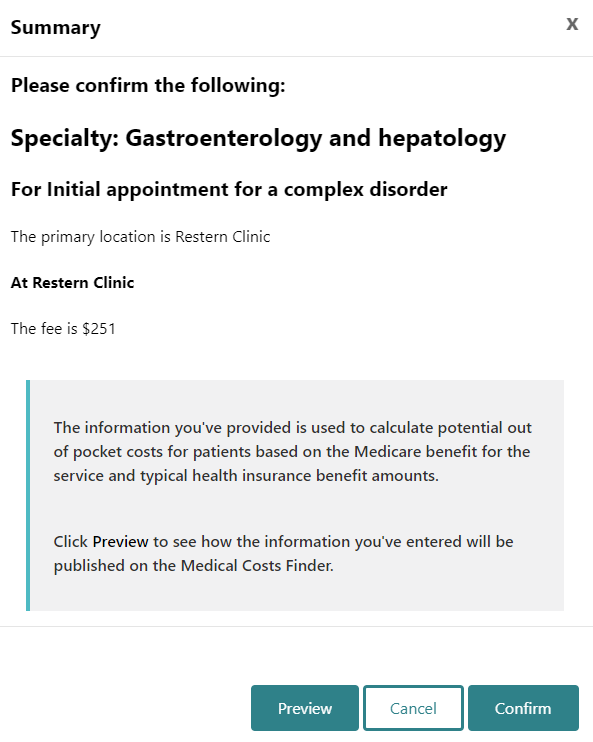 Summary
X
Please confirm the following:
Specialty: Gastroenterology and hepatology
For Initial appointment for a complex disorder
The primary location is Restern Clinic
At Restern Clinic
The fee is $251
The information you've provided is used to calculate potential out
of pocket costs for patients based on the Medicare benefit for the
service and typical health insurance benefit amounts.
Click Preview to see how the information you've entered will be
published on the Medical Costs Finder.
Preview
Cancel
Confirm